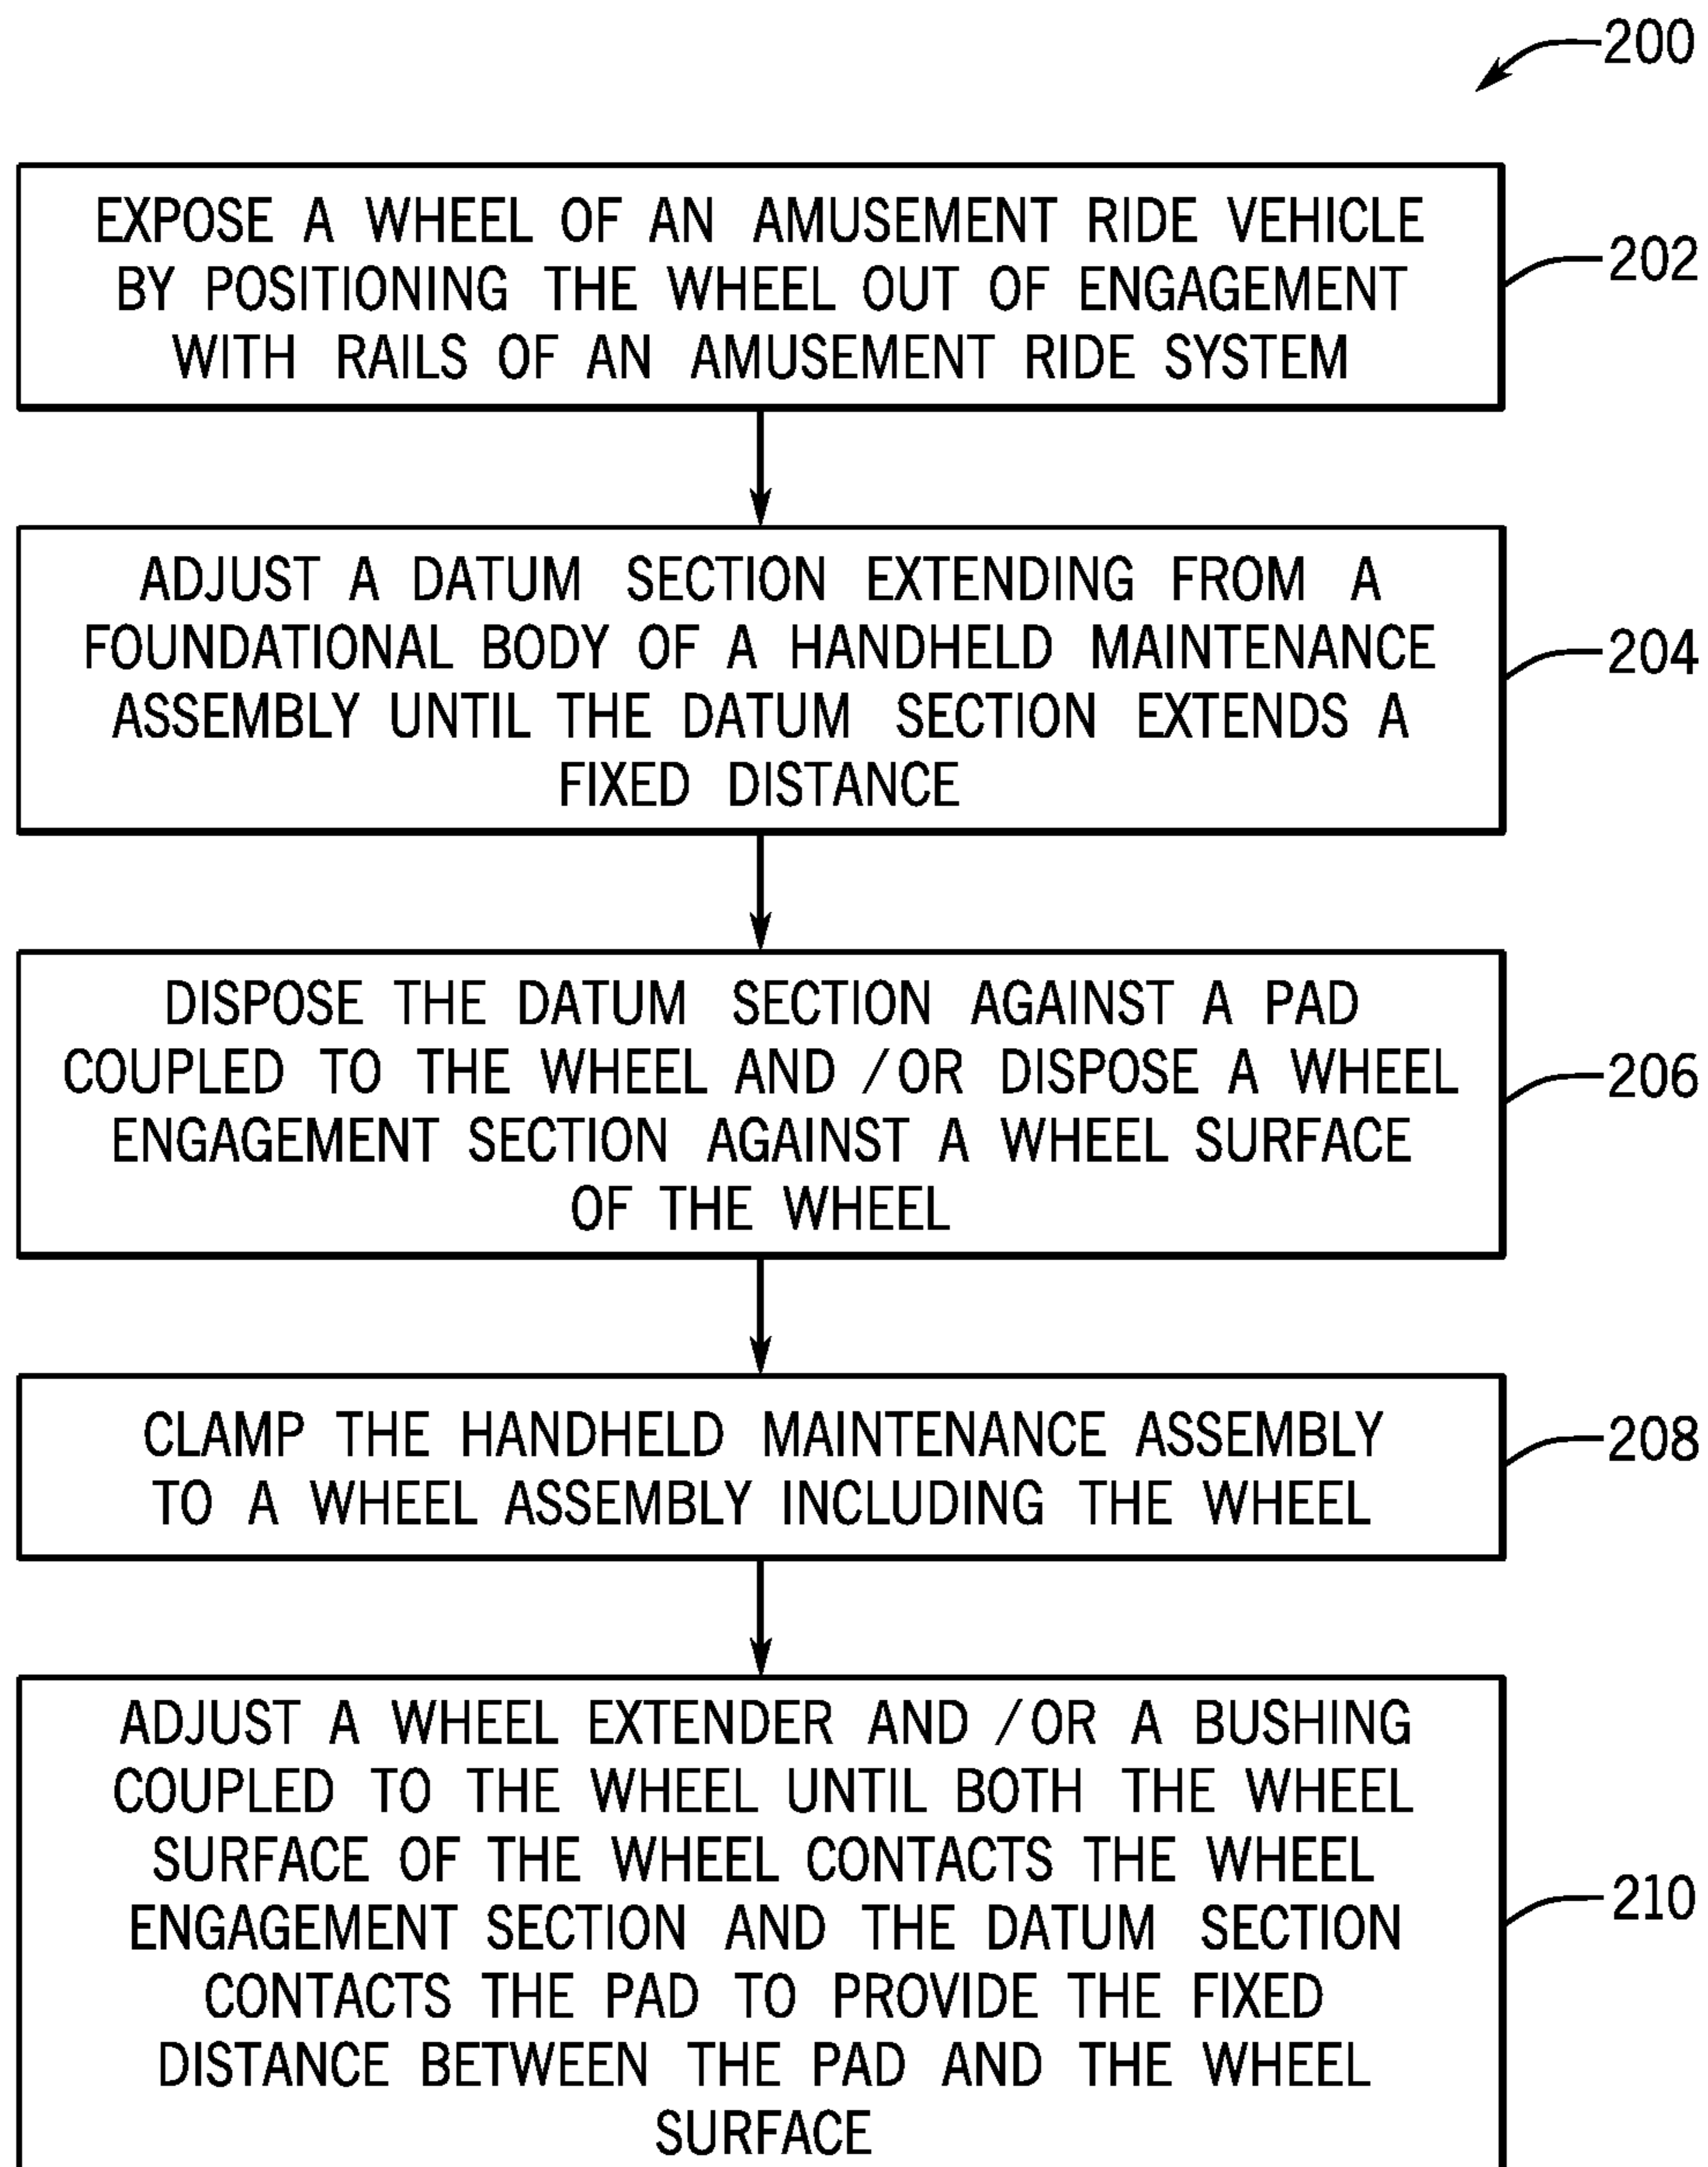 200
EXPOSE A WHEEL OF AN AMUSEMENT RIDE VEHICLE
BY POSITIONING THE WHEEL OUT OF ENGAGEMENT
WITH RAILS OF AN AMUSEMENT RIDE SYSTEM
202
ADJUST A DATUM SECTION EXTENDING FROM A
FOUNDATIONAL BODY OF A HANDHELD MAINTENANCE
ASSEMBLY UNTIL THE DATUM SECTION EXTENDS A
FIXED DISTANCE
204
DISPOSE THE DATUM SECTION AGAINST A PAD
COUPLED TO THE WHEEL AND /OR DISPOSE A WHEEL
ENGAGEMENT SECTION AGAINST A WHEEL SURFACE
OF THE WHEEL
206
CLAMP THE HANDHELD MAINTENANCE ASSEMBLY
TO A WHEEL ASSEMBLY INCLUDING THE WHEEL
208
ADJUST A WHEEL EXTENDER AND /OR A BUSHING
COUPLED TO THE WHEEL UNTIL BOTH THE WHEEL
SURFACE OF THE WHEEL CONTACTS THE WHEEL
ENGAGEMENT SECTION AND THE DATUM SECTION
CONTACTS THE PAD TO PROVIDE THE FIXED
DISTANCE BETWEEN THE PAD AND THE WHEEL
SURFACE
210